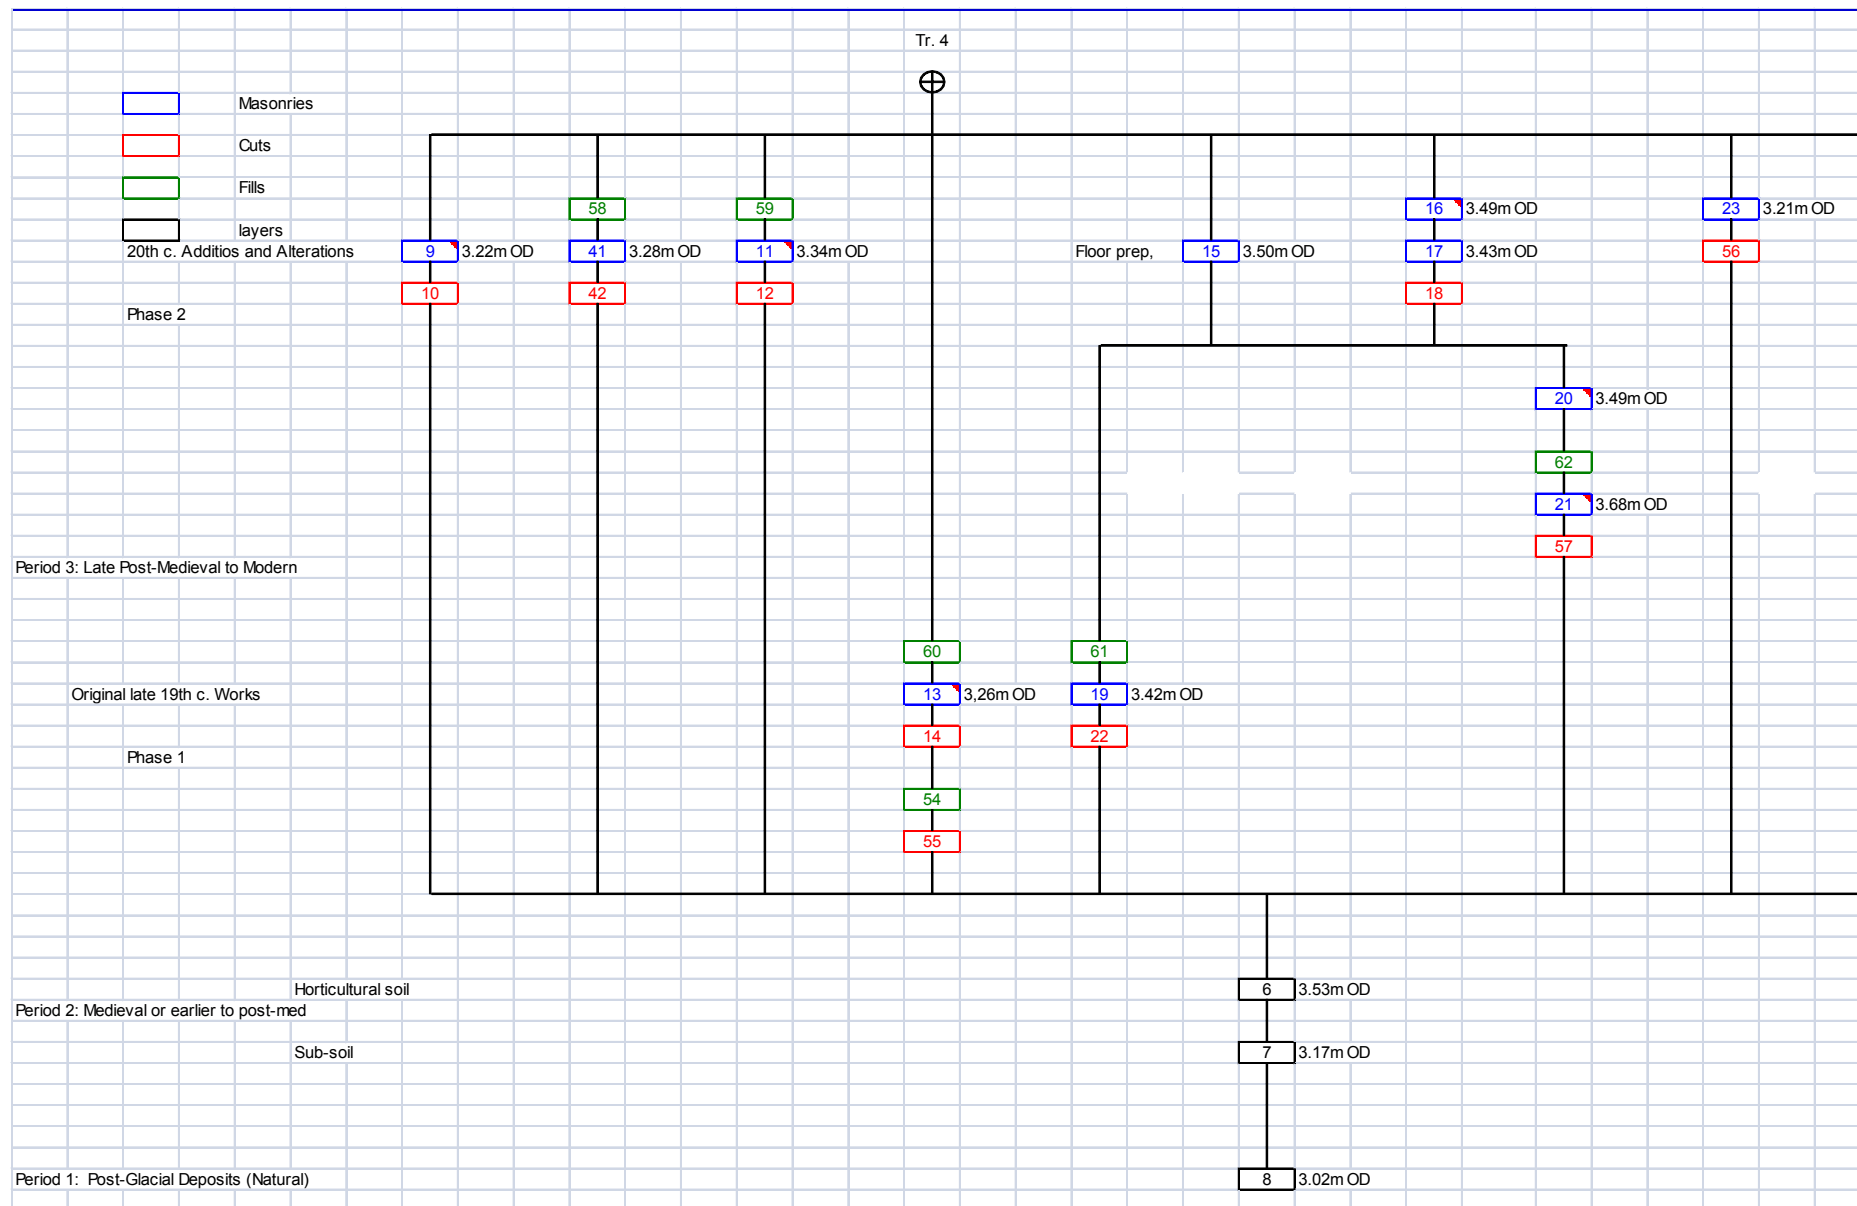 Tr. 4
Masonries
Cuts
Fills
58 59 16 3.49m OD 23 3.21m OD
layers
20th c. Additios and Alterations 9 3.22m OD 41 3.28m OD 11 3.34m OD Floor prep, 15 3.50m OD 17 3.43m OD 56
10 42 12 18
Phase 2
20 3.49m OD
62
21 3.68m OD
57
Period 3: Late Post-Medieval to Modern
60 61
Original late 19th c. Works 13 3,26m OD 19 3.42m OD
14 22
Phase 1
54
55
Horticultural soil 6 3.53m OD
Period 2: Medieval or earlier to post-med
Sub-soil 7 3.17m OD
Period 1: Post-Glacial Deposits (Natural) 8 3.02m OD